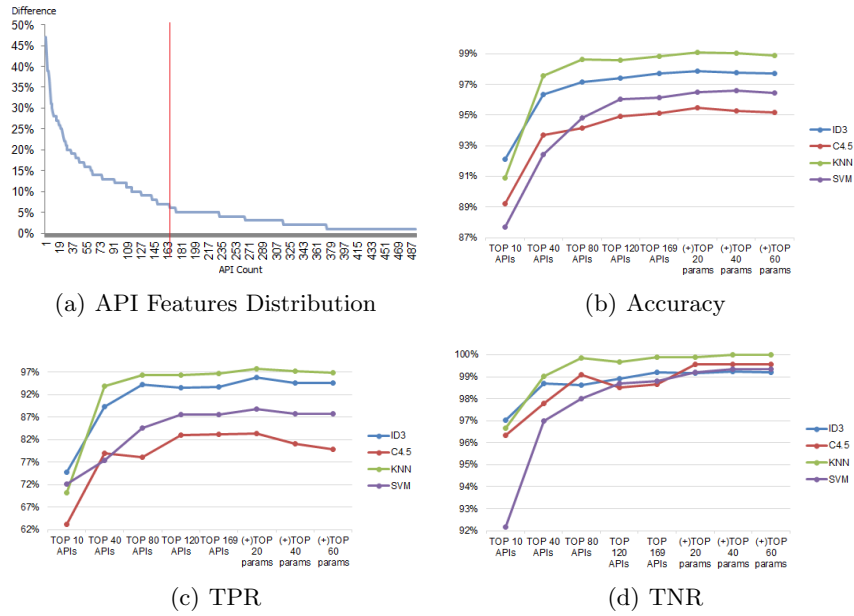 Difference
50%
45%
40%
35%
30%
25%
20%
15%
10%
5%
0%
1 19 37 55 73 91 109 127 145 163 181 199 217 235 253 271 289 307 325 343 361 379 397 415 433 451 469 487
API Count
(a) API Features Distribution
99%
97%
95%
93%
91%
89%
87%
TOP 10 TOP 40 TOP 80 TOP 120 TOP 169 (+)TOP (+)TOP (+)TOP
APIs APIs APIs APIs APIs 20 40 60
params params params
ID3
C4.5
KNN
SVM
(b) Accuracy
97%
92%
87%
82%
77%
72%
67%
62%
TOP 10 TOP 40 TOP 80 TOP 120 TOP 169 (+)TOP (+)TOP (+)TOP
APIs APIs APIs APIs APIs 20 40 60
params params params
ID3
C4.5
KNN
SVM
(c) TPR
100%
99%
98%
97%
96%
95%
94%
93%
92%
TOP 10 TOP 40 TOP 80 TOP TOP (+)TOP (+)TOP (+)TOP
APIs APIs APIs 120 169 20 40 60
APIs APIs params params params
ID3
C4.5
KNN
SVM
(d) TNR